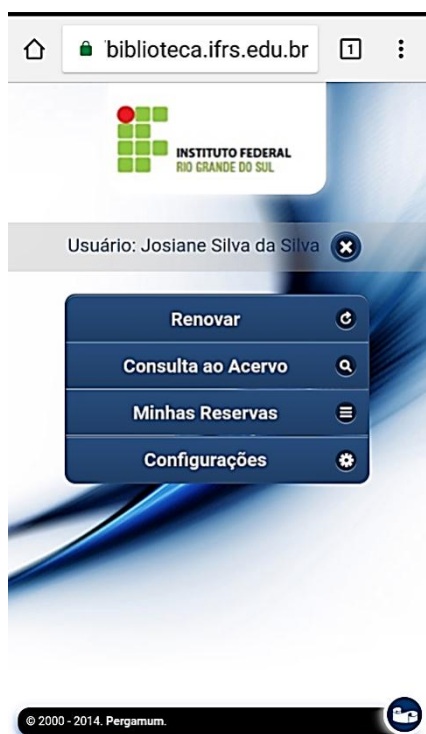 biblioteca.ifrs.edu.br
1
INSTITUTO FEDERAL
RIO GRANDE DO SUL
Usuário: Josiane Silva da Silva
Renovar
Consulta ao Acervo
Minhas Reservas
Configurações
© 2000 - 2014. Pergamum.